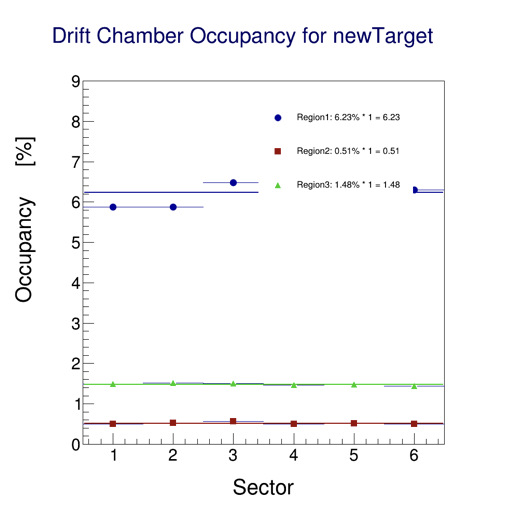 Drift Chamber Occupancy for newTarget
Occupancy [%]
9
8
7
6
5
4
3
2
1
0
Region1: 6.23% * 1 = 6.23
Region2: 0.51% * 1 = 0.51
Region3: 1.48% * 1 = 1.48
1 2 3 4 5 6
Sector